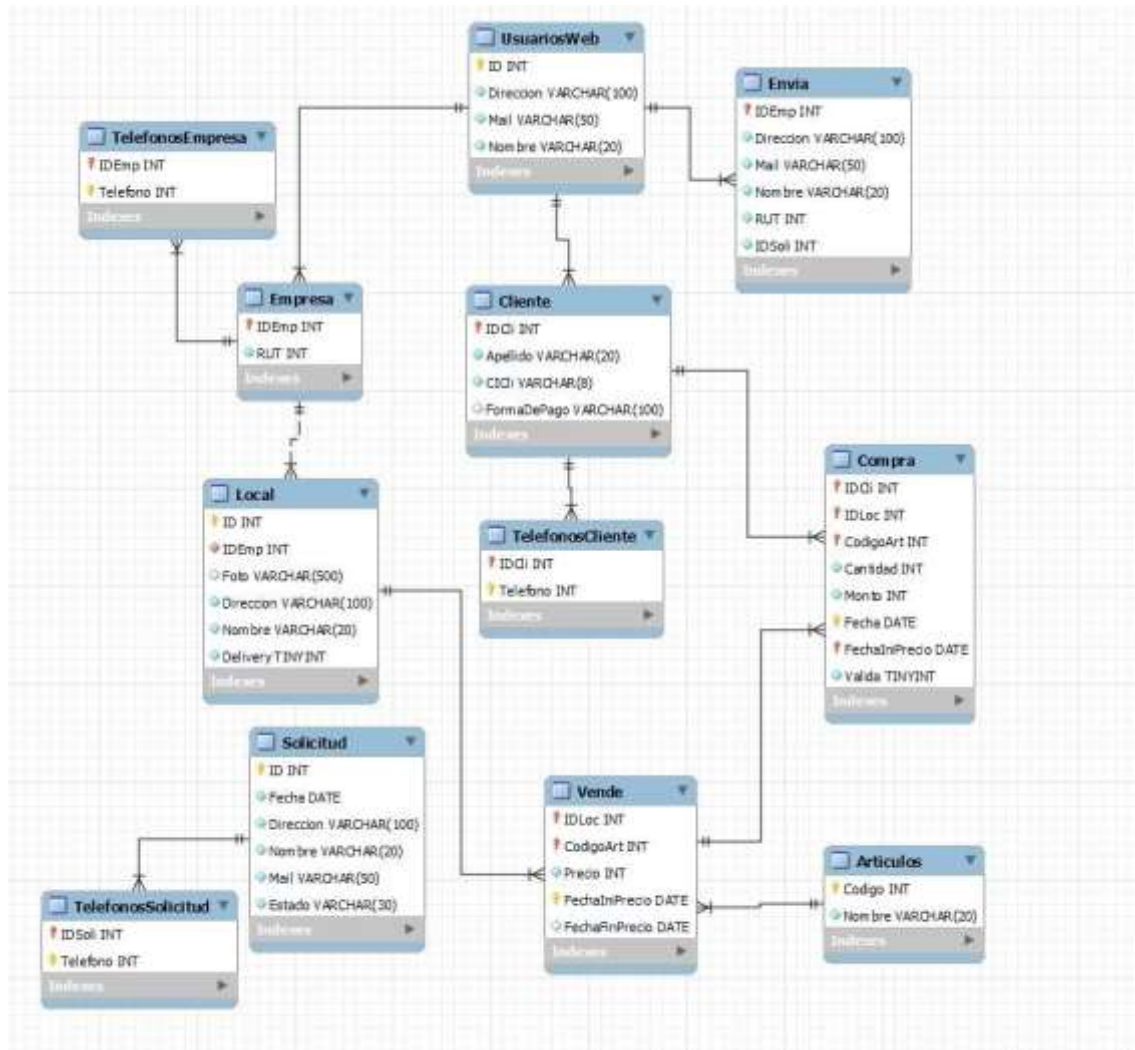 UsuariosWeb
ID INT
Direccion VARCHAR(100)
Mail VARCHAR(50)
Nombre VARCHAR(20)
Indexes
Envia
IDEmp INT
Direccion VARCHAR(100)
Mail VARCHAR(50)
Nombre VARCHAR(20)
RUT INT
IDSoli INT
Indexes
TelefonosEmpresa
IDEmp INT
Telefono INT
Indexes
Empresa
IDEmp INT
RUT INT
Indexes
Cliente
IDCli INT
Apellido VARCHAR(20)
CICli VARCHAR(8)
FormaDePago VARCHAR(100)
Indexes
Compra
IDCli INT
IDLoc INT
CodigoArt INT
Cantidad INT
Monto INT
Fecha DATE
FechaInPrecio DATE
Valida TINYINT
Indexes
Local
ID INT
IDEmp INT
Foto VARCHAR(500)
Direccion VARCHAR(100)
Nombre VARCHAR(20)
Delivery TINYINT
Indexes
TelefonosCliente
IDCli INT
Telefono INT
Indexes
Solicitud
ID INT
Fecha DATE
Direccion VARCHAR(100)
Nombre VARCHAR(20)
Mail VARCHAR(50)
Estado VARCHAR(30)
Indexes
Vende
IDLoc INT
CodigoArt INT
Precio INT
FechaInPrecio DATE
FechaFinPrecio DATE
Indexes
Articulos
Codigo INT
Nombre VARCHAR(20)
Indexes
TelefonosSolicitud
IDSoli INT
Telefono INT
Indexes